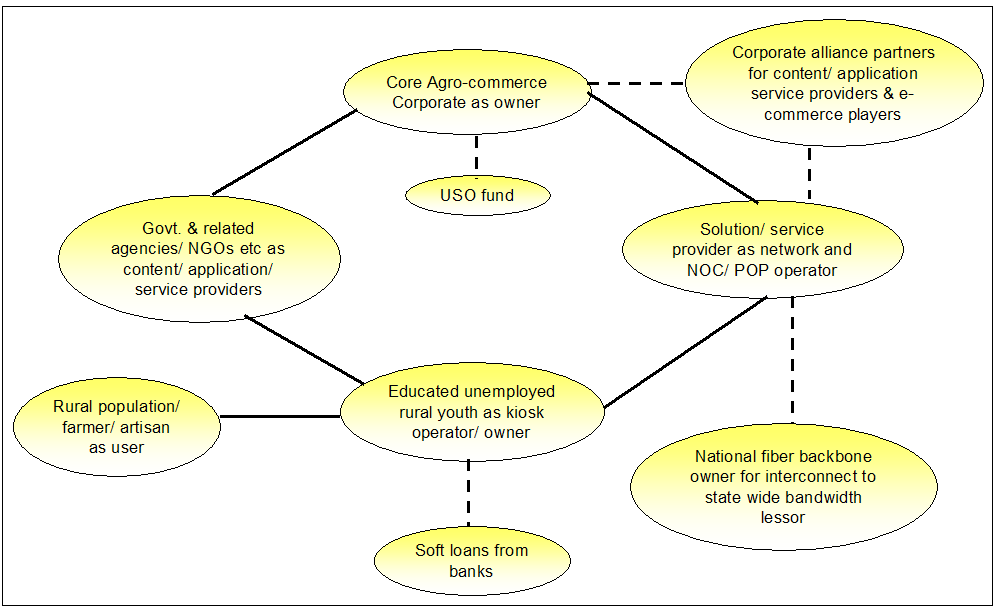 Core Agro-commerce
Corporate as owner
Corporate alliance partners
for content/ application
service providers & e-
commerce players
USO fund
Govt. & related
agencies/ NGOs etc as
content/ application/
service providers
Solution/ service
provider as network and
NOC/ POP operator
Educated unemployed
rural youth as kiosk
operator/ owner
Rural population/
farmer/ artisan
as user
National fiber backbone
owner for interconnect to
state wide bandwidth
lessor
Soft loans from
banks